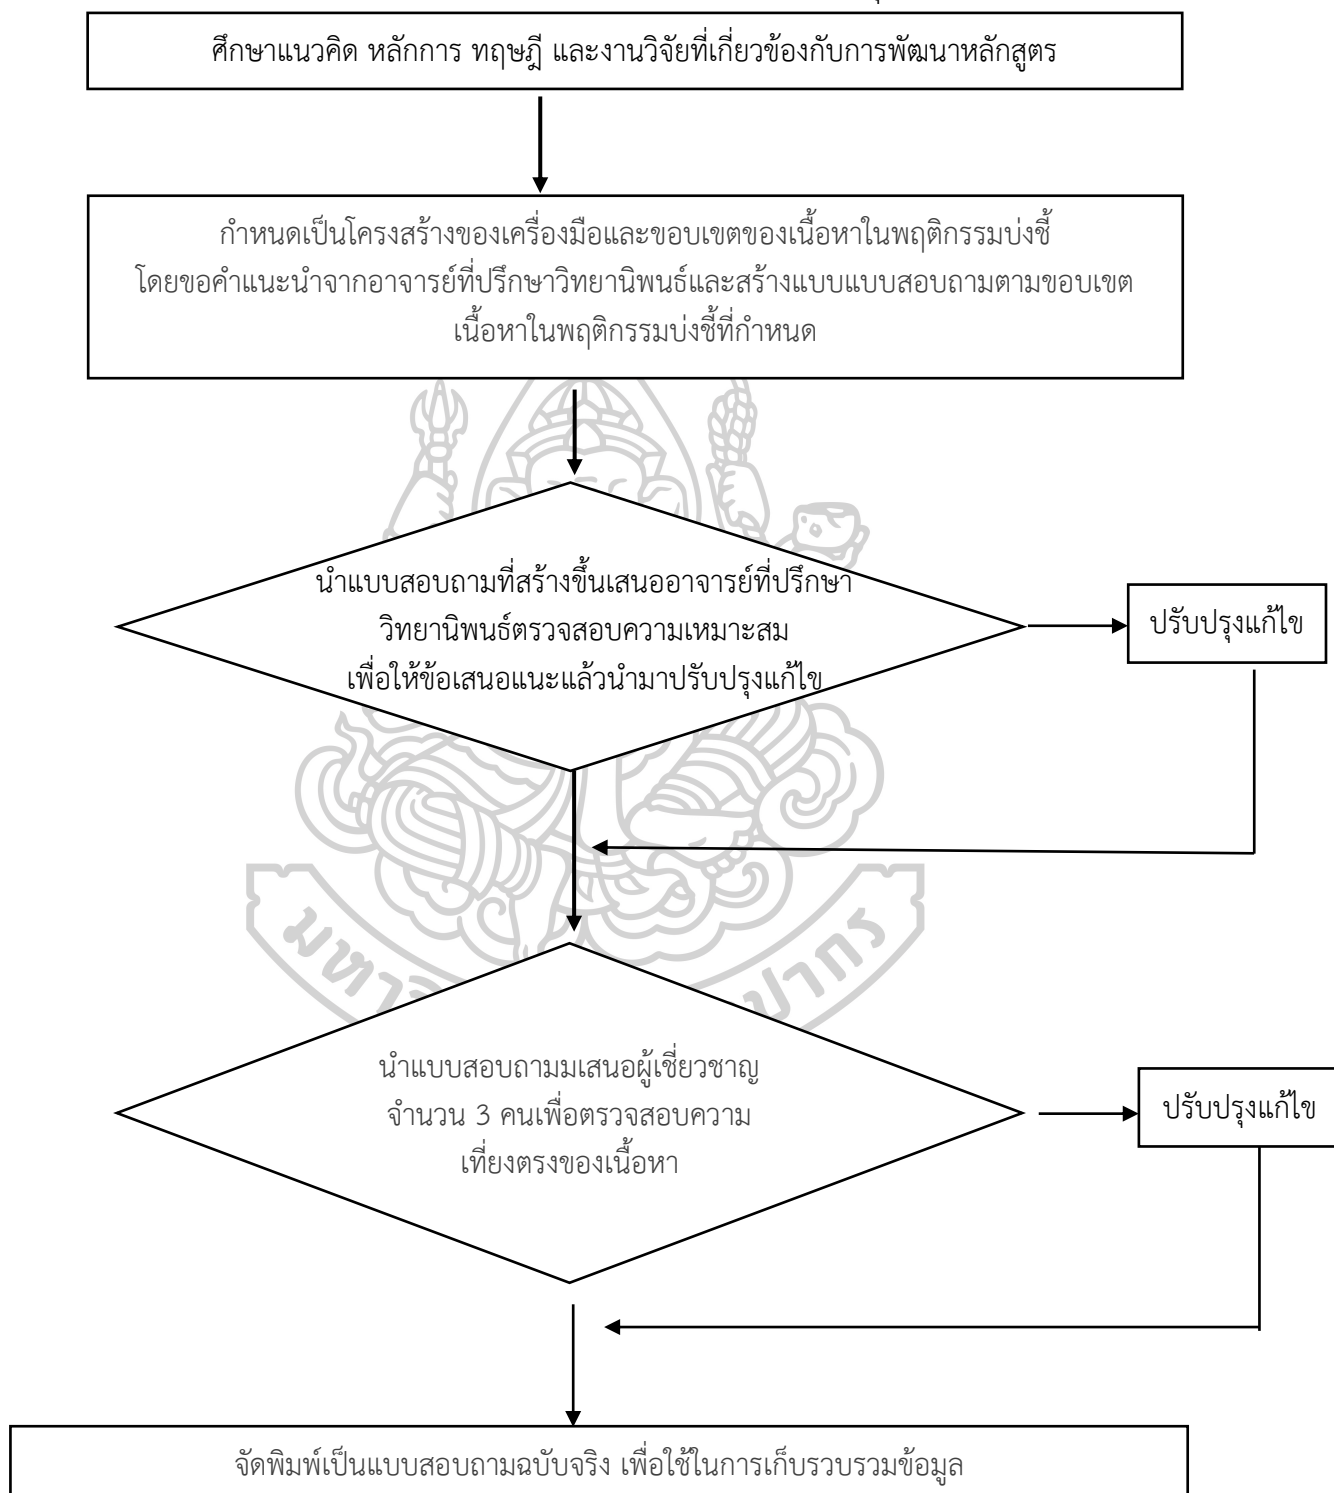 ศึกษาแนวคิด หลักการ ทฤษฎี และงานวิจัยที่เกี่ยวข้องกับการพัฒนาหลักสูตร
กำหนดเป็นโครงสร้างของเครื่องมือและขอบเขตของเนื้อหาในพฤติกรรมบ่งชี้
โดยขอคำแนะนำจากอาจารย์ที่ปรึกษาวิทยานิพนธ์และสร้างแบบแบบสอบถามตามขอบเขต
เนื้อหาในพฤติกรรมบ่งชี้ที่กำหนด
นำแบบสอบถามที่สร้างขึ้นเสนออาจารย์ที่ปรึกษา
วิทยานิพนธ์ตรวจสอบความเหมาะสม
เพื่อให้ข้อเสนอแนะแล้วนำมาปรับปรุงแก้ไข
ปรับปรุงแก้ไข
นำแบบสอบถามมเสนอผู้เชี่ยวชาญ
จำนวน 3 คนเพื่อตรวจสอบความ
เที่ยงตรงของเนื้อหา
ปรับปรุงแก้ไข
จัดพิมพ์เป็นแบบสอบถามฉบับจริง เพื่อใช้ในการเก็บรวบรวมข้อมูล